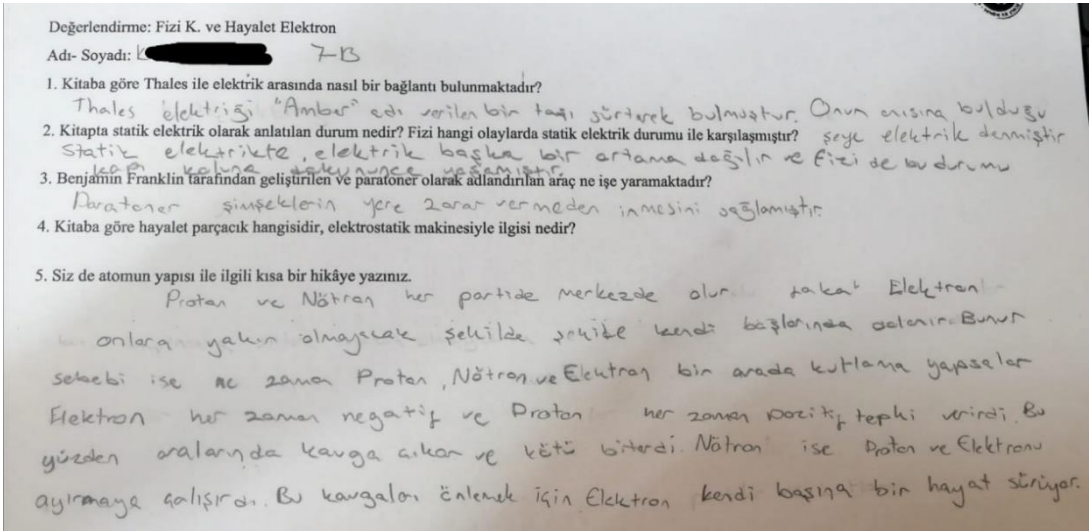 Değerlendirme: Fizi K. ve Hayalet Elektron
Adı- Soyadı: 7-B
1. Kitaba göre Thales ile elektrik arasında nasıl bir bağlantı bulunmaktadır?
Thales elektriği "Amber" adı verilen bir taşı sürterek bulmuştur. Onun anısına bulduğu
2. Kitapta statik elektrik olarak anlatılan durum nedir? Fizi hangi olaylarda statik elektrik durumu ile karşılaşmıştır? şeye elektrik denmiştir
Statik elektrikte, elektrik başka bir ortama dağılır ve Fizi de bu durumu
kapı koluna dokununca yaşamıştır.
3. Benjamin Franklin tarafından geliştirilen ve paratoner olarak adlandırılan araç ne işe yaramaktadır?
Paratoner şimşeklerin yere zarar vermeden inmesini sağlamıştır.
4. Kitaba göre hayalet parçacık hangisidir, elektrostatik makinesiyle ilgisi nedir?
5. Siz de atomun yapısı ile ilgili kısa bir hikâye yazınız.
Proton ve Nötron her partide merkezde olur fakat Elektron
onlara yakın olmayacak şekilde kendi başlarında Bunun
sebebi ise ne zaman Proton, Nötron ve Elektron bir arada kutlama yapsalar
Elektron her zaman negatif ve Proton her zaman pozitif tepki verirdi. Bu
yüzden aralarında kavga çıkar ve kötü biterdi. Nötron ise Proton ve Elektronu
ayırmaya çalışırdı. Bu kavgaları önlemek için Elektron kendi başına bir hayat sürüyor.